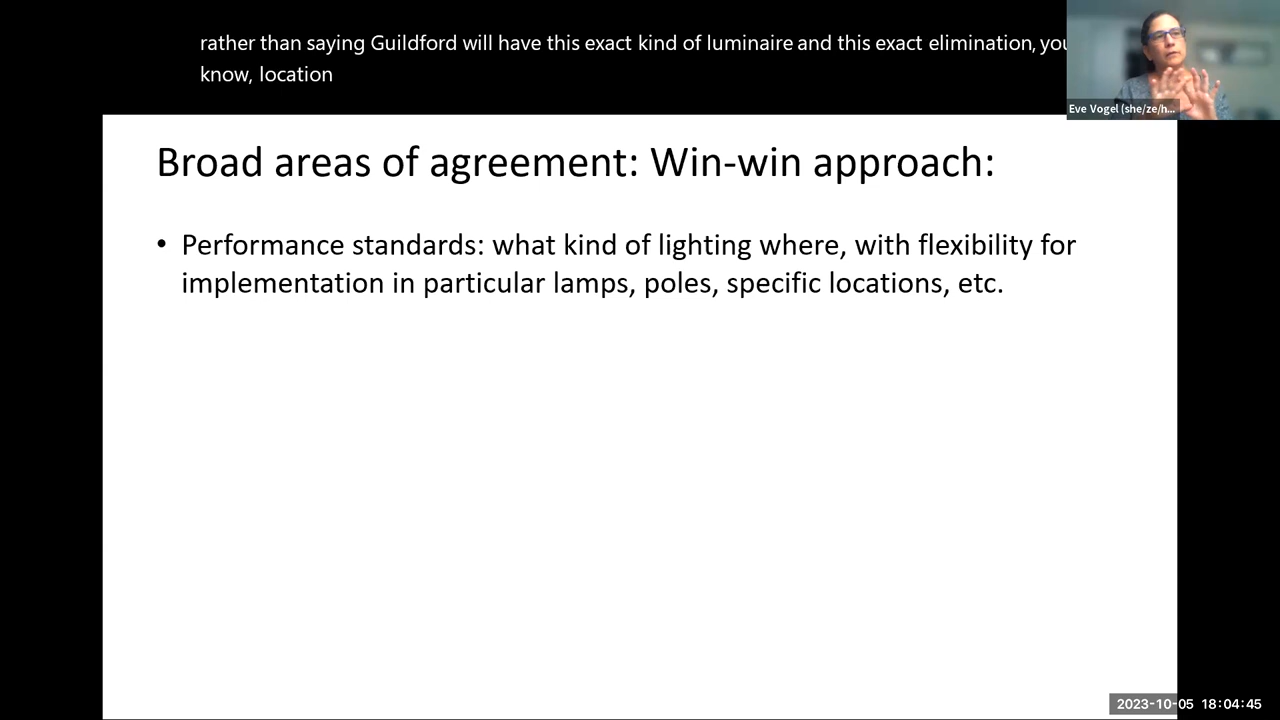 rather than saying Guildford will have this exact kind of luminaire and this exact elimination, you
know, location
Eve Vogel (she/ze/h...
Broad areas of agreement: Win-win approach:
• Performance standards: what kind of lighting where, with flexibility for
implementation in particular lamps, poles, specific locations, etc.
2023-10-05 18:04:45